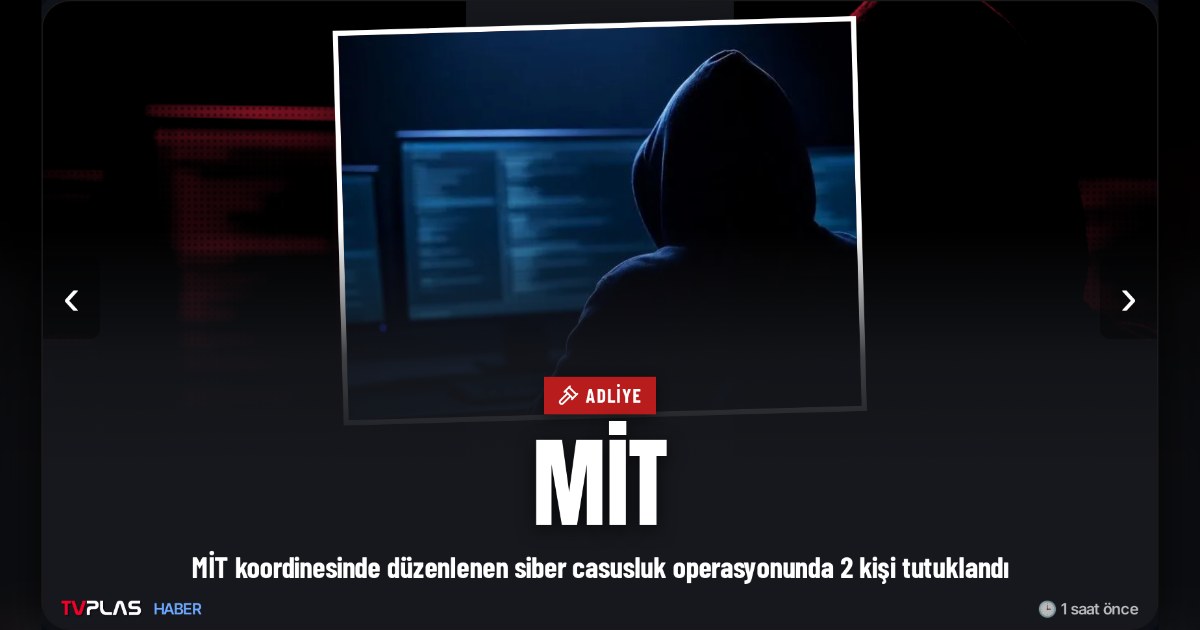 ADLİYE
MİT
MİT koordinesinde düzenlenen siber casusluk operasyonunda 2 kişi tutuklandı
TVPLAS HABER
1 saat önce